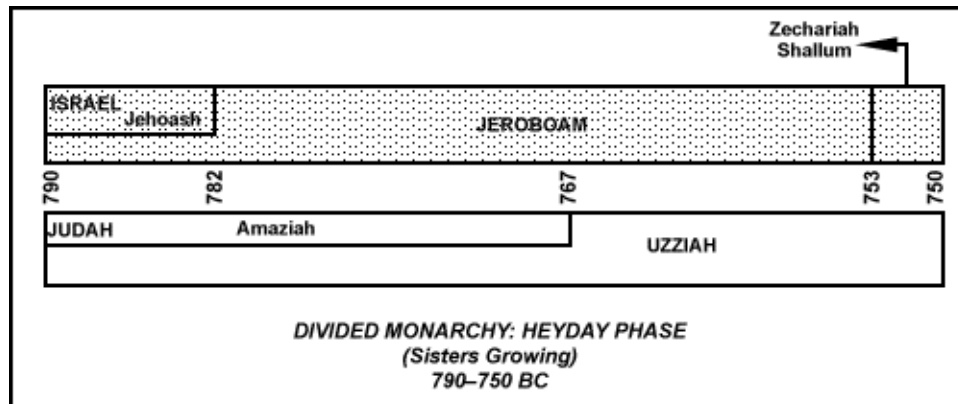 Zechariah
Shallum
ISRAEL
Jehoash
JEROBOAM
790
782
767
753
750
JUDAH
Amaziah
UZZIAH
DIVIDED MONARCHY: HEYDAY PHASE
(Sisters Growing)
790–750 BC